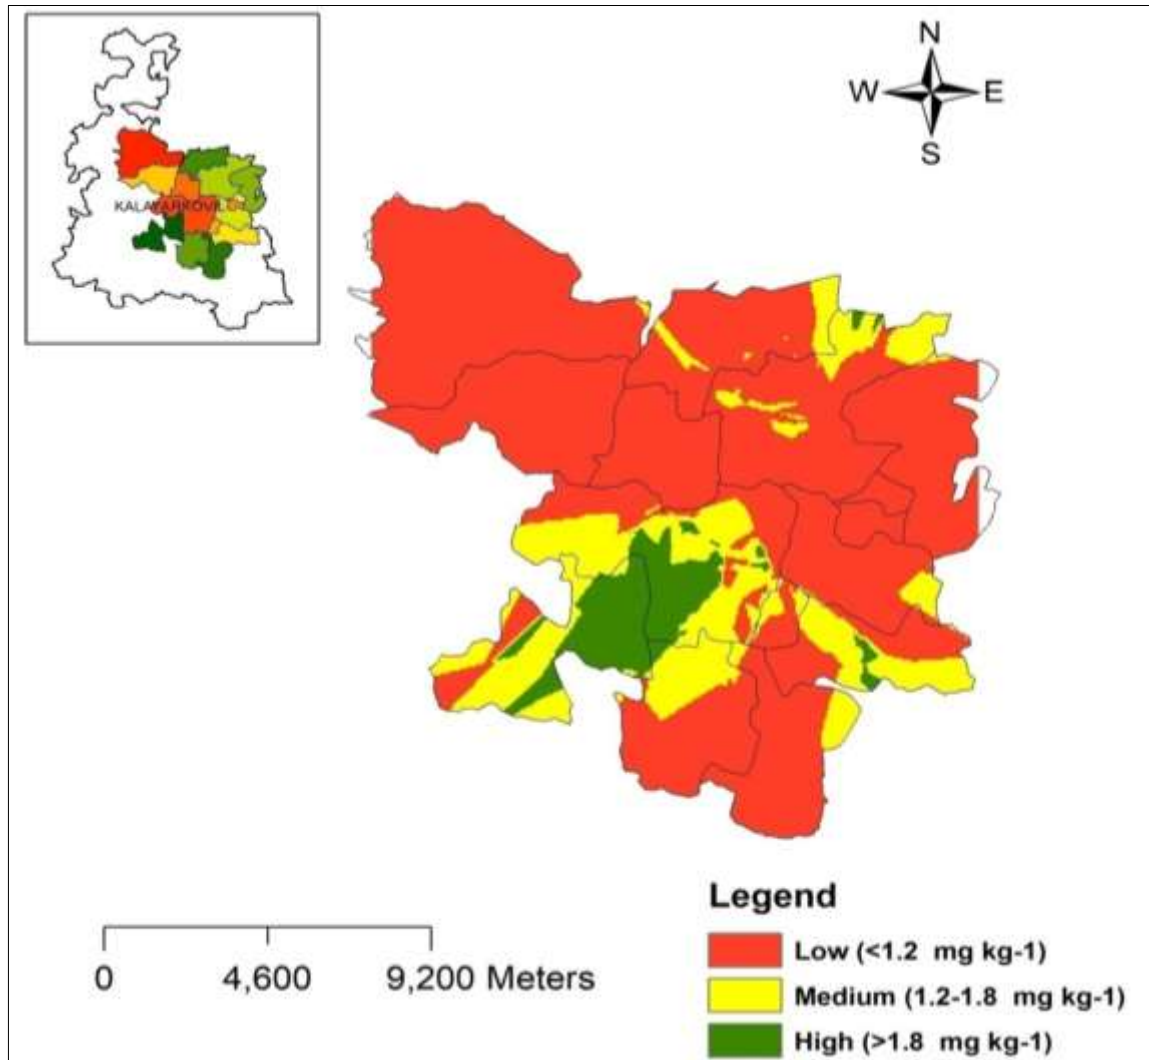 N
W E
S
Legend
Low (<1.2 mg kg-1)
Medium (1.2-1.8 mg kg-1)
High (>1.8 mg kg-1)
0 4,600 9,200 Meters